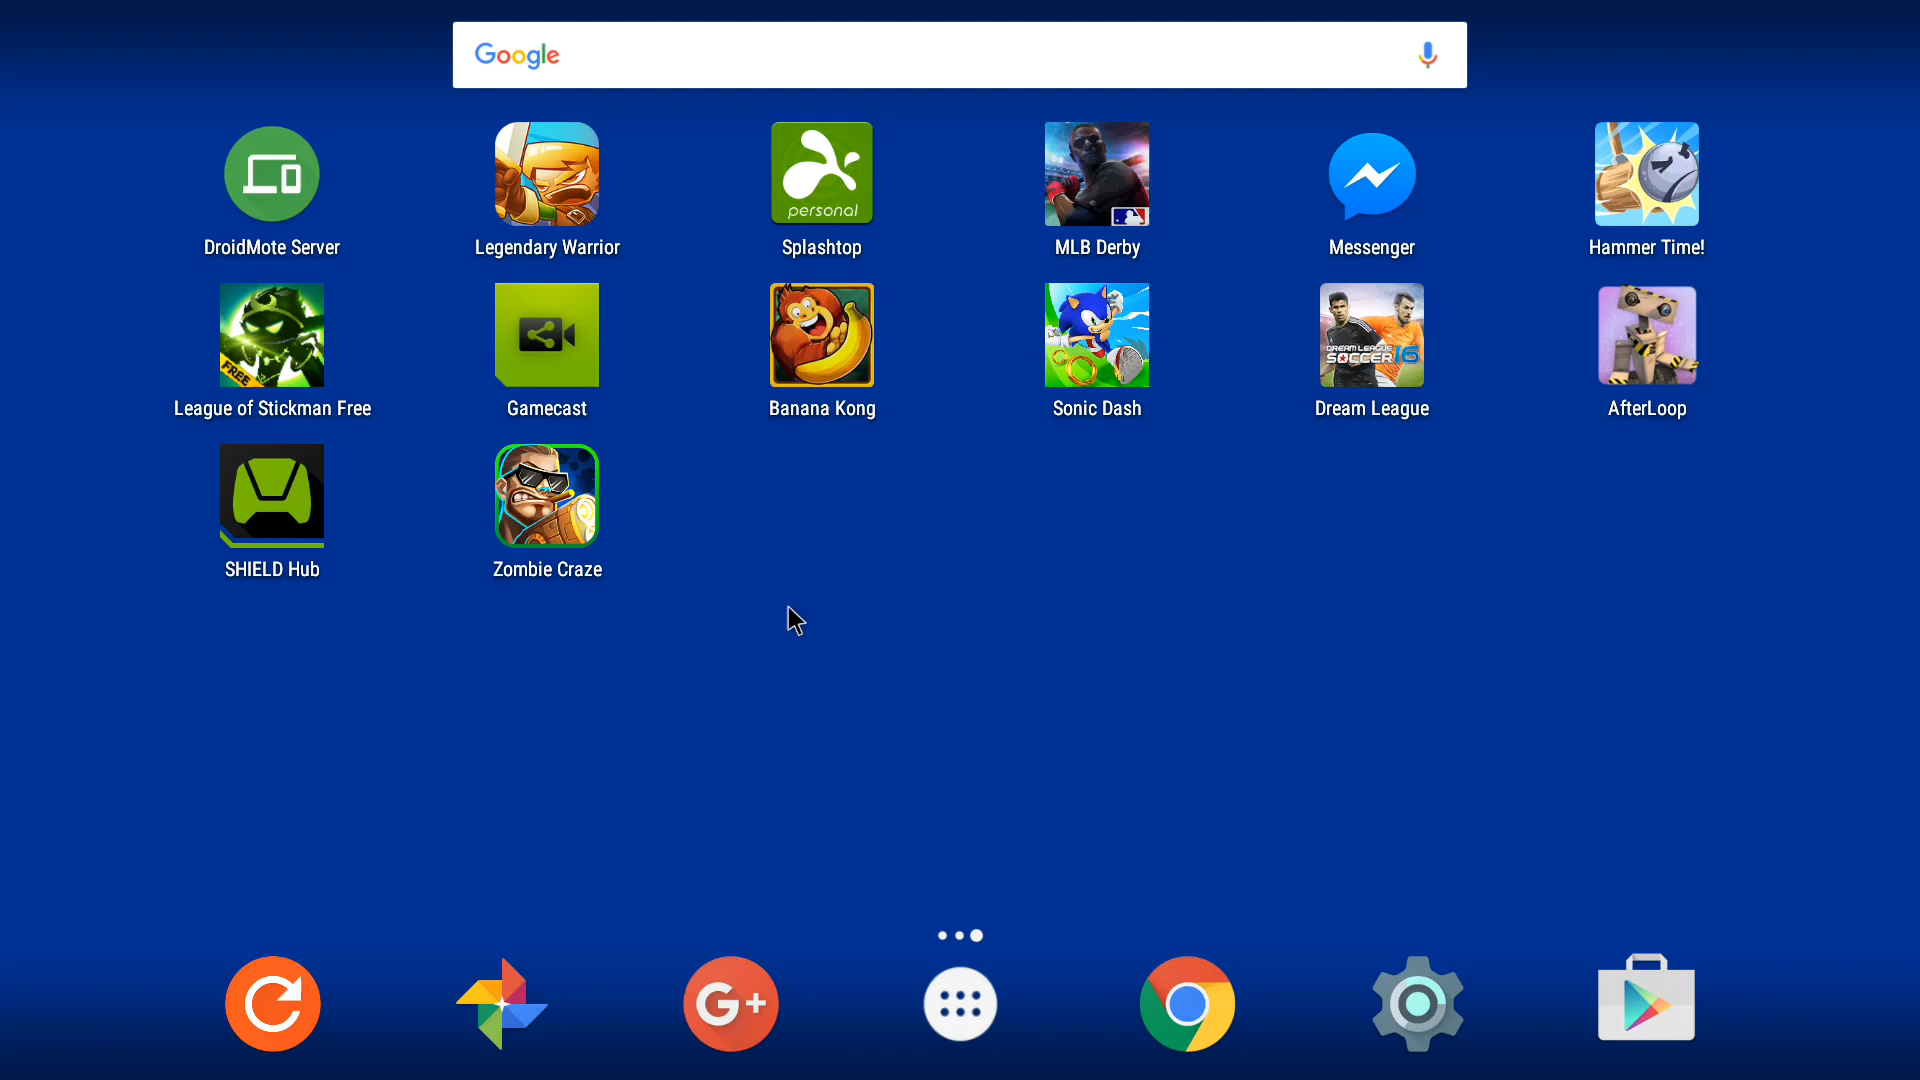 Google
personal
DroidMote Server
Legendary Warrior
Splashtop
MLB Derby
Messenger
Hammer Time!
FREE
DREAM LEAGUE
SOCCER 16
League of Stickman Free
Gamecast
Banana Kong
Sonic Dash
Dream League
AfterLoop
SHIELD Hub
Zombie Craze
G+